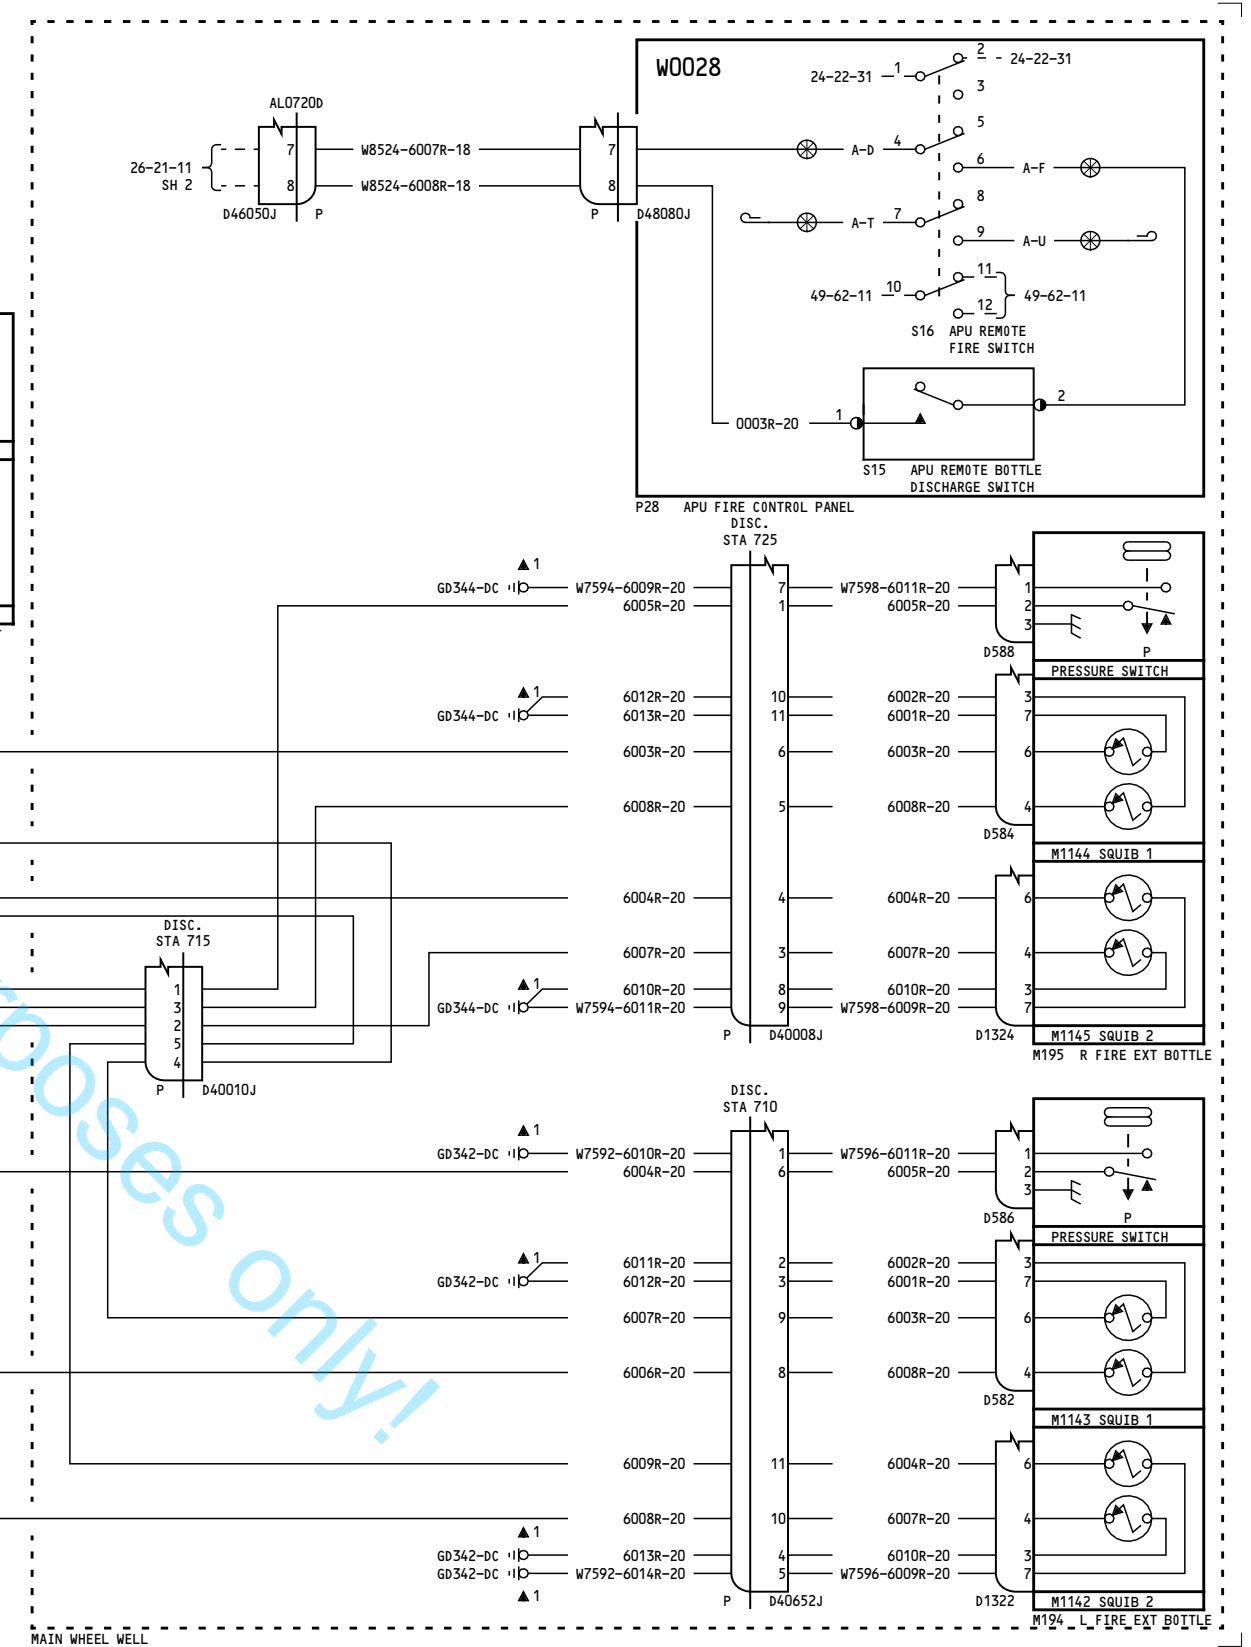 W0028
24-22-31 1 2 24-22-31
3
AL0720D
5
26-21-11
SH 2
7 W8524-6007R-18 7 A-D 4
6 A-F
8 W8524-6008R-18 8
8
D46050J P P D48080J
A-T 7
9 A-U
11
49-62-11 10 49-62-11
12
S16 APU REMOTE
FIRE SWITCH
2
0003R-20 1
S15 APU REMOTE BOTTLE
DISCHARGE SWITCH
P28 APU FIRE CONTROL PANEL
DISC.
STA 725
1
GD344-DC W7594-6009R-20 7 W7598-6011R-20 1
6005R-20 1 6005R-20 2
3
D588 P
PRESSURE SWITCH
1
6012R-20 10 6002R-20 3
GD344-DC 6013R-20 11 6001R-20 7
6003R-20 6 6003R-20 6
6008R-20 5 6008R-20 4
D584
M1144 SQUIB 1
6004R-20 4 6004R-20 6
DISC.
STA 715
6007R-20 3 6007R-20 4
1
1 6010R-20 8 6010R-20 3
3 GD344-DC W7594-6011R-20 9 W7598-6009R-20 7
2
P D40008J D1324 M1145 SQUIB 2
5
M195 R FIRE EXT BOTTLE
4
P D40010J
DISC.
STA 710
1
GD342-DC W7592-6010R-20 1 W7596-6011R-20 1
6004R-20 6 6005R-20 2
3
D586 P
PRESSURE SWITCH
1
6011R-20 2 6002R-20 3
GD342-DC 6012R-20 3 6001R-20 7
6007R-20 9 6003R-20 6
6006R-20 8 6008R-20 4
D582
M1143 SQUIB 1
6009R-20 11 6004R-20 6
6008R-20 10 6007R-20 4
1
GD342-DC 6013R-20 4 6010R-20 3
GD342-DC W7592-6014R-20 5 W7596-6009R-20 7
1
P D40652J D1322 M1142 SQUIB 2
M194 L FIRE EXT BOTTLE
MAIN WHEEL WELL
rposes only!